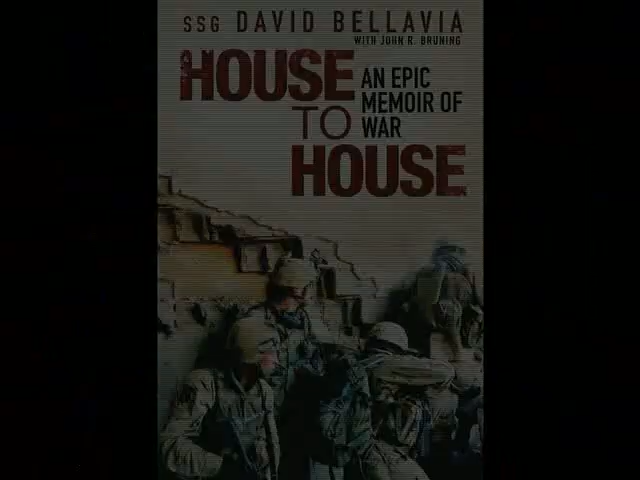 SSG DAVID BELLAVIA
WITH JOHN R. BRUNING
HOUSE
TO
HOUSE
AN EPIC
MEMOIR OF
WAR